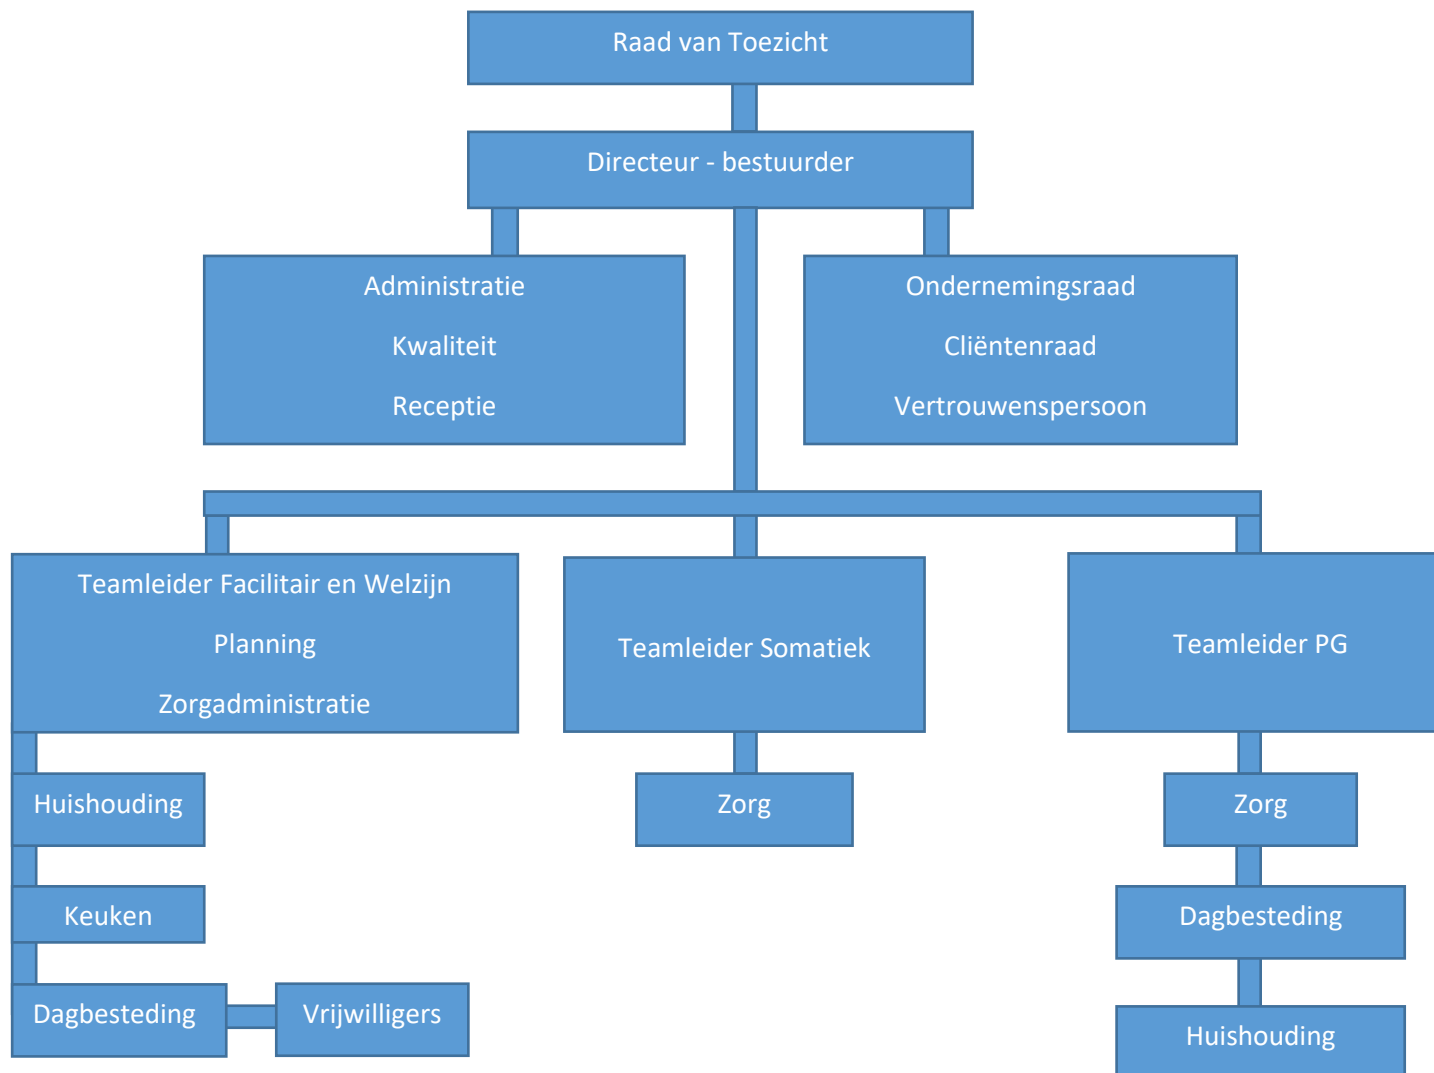 Raad van Toezicht
Directeur - bestuurder
Administratie
Kwaliteit
Receptie
Ondernemingsraad
Cliëntenraad
Vertrouwenspersoon
Teamleider Facilitair en Welzijn
Planning
Zorgadministratie
Teamleider Somatiek
Teamleider PG
Huishouding
Keuken
Dagbesteding
Vrijwilligers
Zorg
Zorg
Dagbesteding
Huishouding